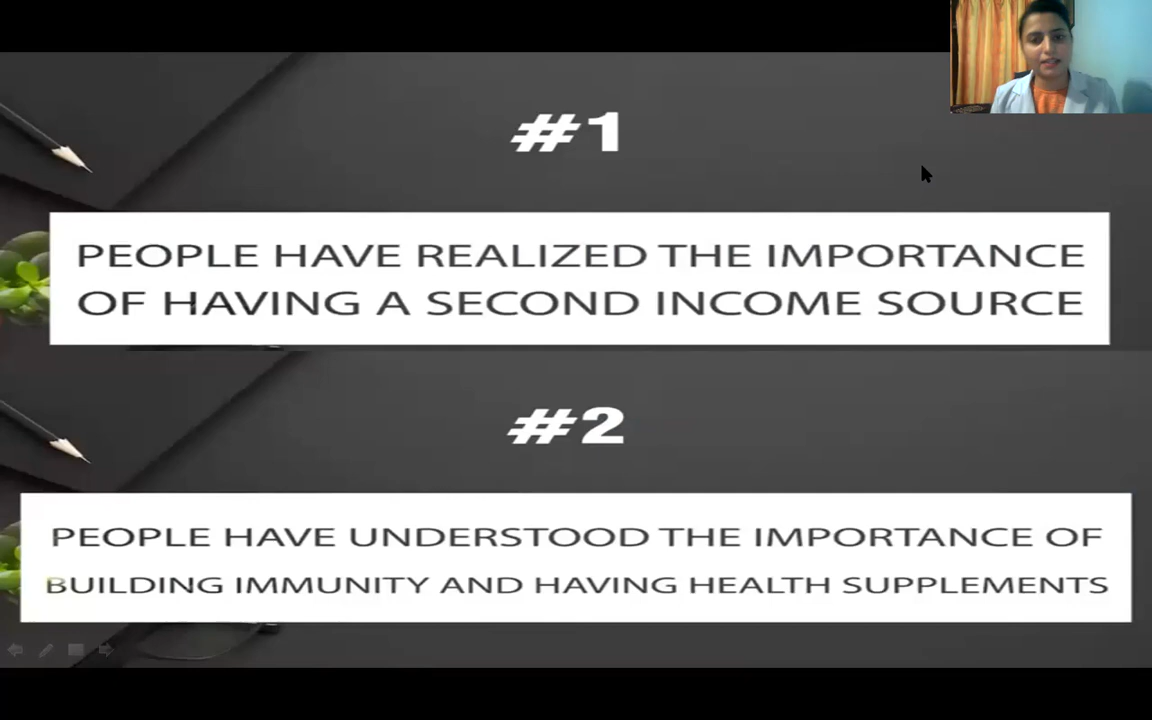 #1
PEOPLE HAVE REALIZED THE IMPORTANCE
OF HAVING A SECOND INCOME SOURCE
#2
PEOPLE HAVE UNDERSTOOD THE IMPORTANCE OF
BUILDING IMMUNITY AND HAVING HEALTH SUPPLEMENTS